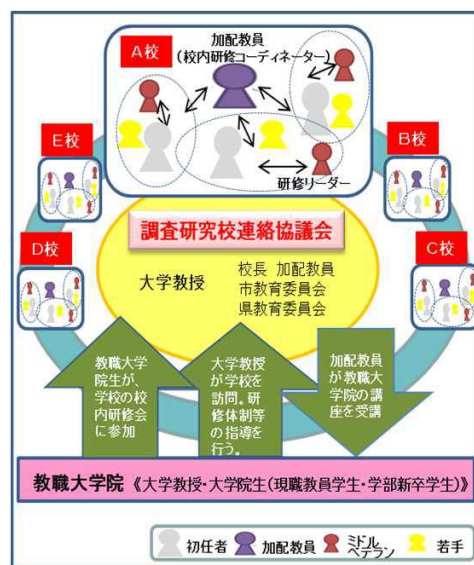 A校
加配教員
(校内研修コーディネーター)
研修リーダー
E校
B校
D校
C校
調査研究校連絡協議会
大学教授
校長 加配教員
市教育委員会
県教育委員会
教職大学
院生が、
学校の校
内研修会
に参加
大学教授
が学校を
訪問。研
修体制等
の指導を
行う。
加配教員
が教職大
学院の講
座を受講
教職大学院 《大学教授・大学院生(現職教員学生・学部新卒学生)》
初任者
加配教員
ミドル
ベテラン
若手